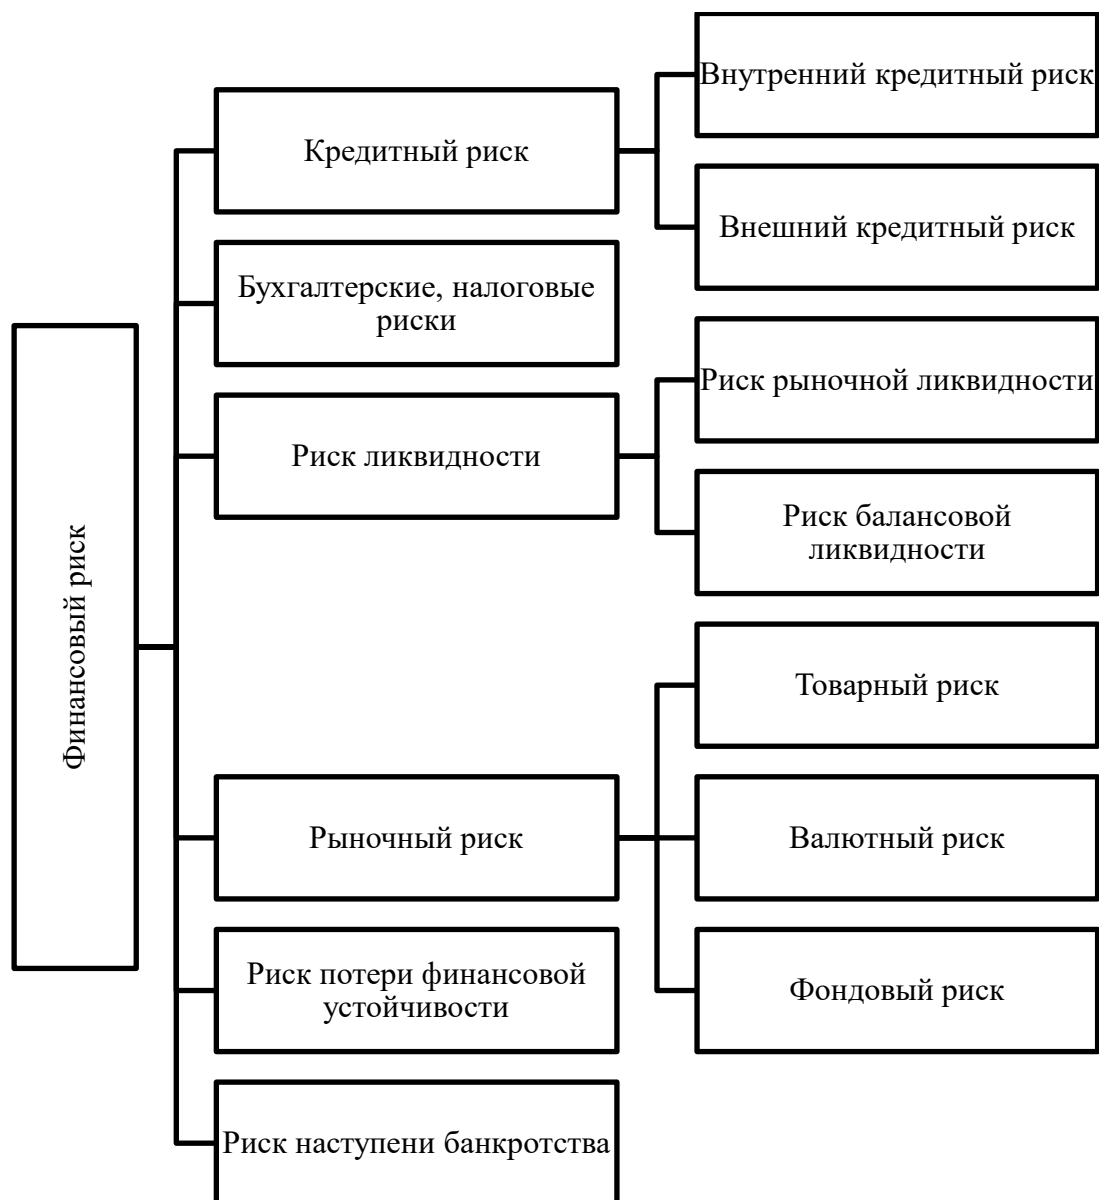 Финансовый риск
Кредитный риск
Внутренний кредитный риск
Внешний кредитный риск
Бухгалтерские, налоговые
риски
Риск ликвидности
Риск рыночной ликвидности
Риск балансовой
ликвидности
Рыночный риск
Товарный риск
Валютный риск
Фондовый риск
Риск потери финансовой
устойчивости
Риск наступени банкротства